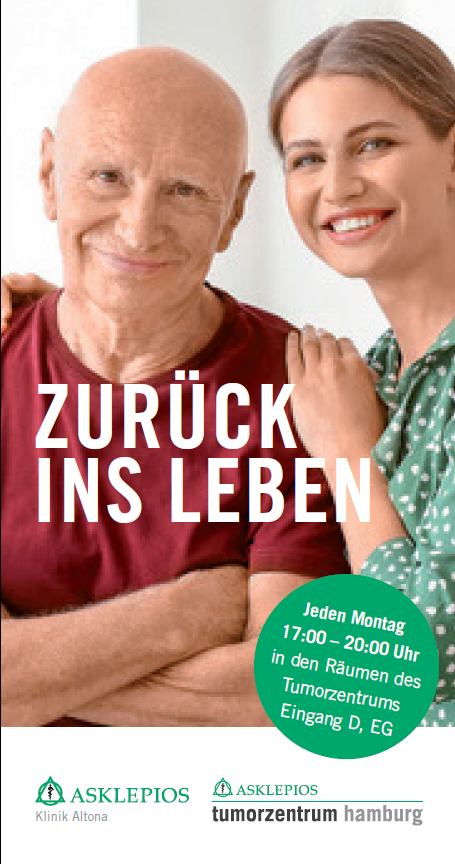 ZURÜCK
INS LEBEN
Jeden Montag
17:00 – 20:00 Uhr
in den Räumen des
Tumorzentrums
Eingang D, EG
ASKLEPIOS
Klinik Altona
ASKLEPIOS
tumorzentrum hamburg